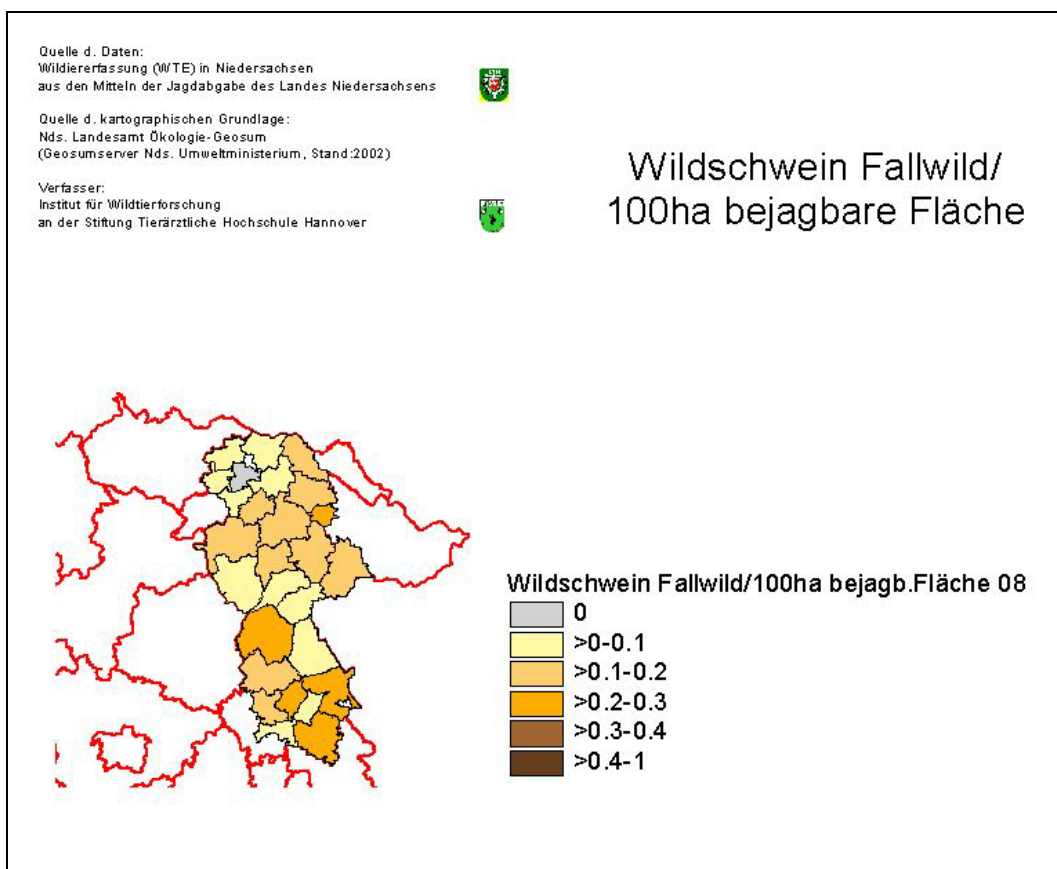 Quelle d. Daten:
Wildiererfassung (WTE) in Niedersachsen
aus den Mitteln der Jagdabgabe des Landes Niedersachsens
Quelle d. kartographischen Grundlage:
Nds. Landesamt Ökologie-Geosum
(Geosumserver Nds. Umweltministerium, Stand:2002)
Verfasser:
Institut für Wildtierforschung
an der Stiftung Tierärztliche Hochschule Hannover
Wildschwein Fallwild/
100ha bejagbare Fläche
Wildschwein Fallwild/100ha bejagb.Fläche 08
0
>0-0.1
>0.1-0.2
>0.2-0.3
>0.3-0.4
>0.4-1